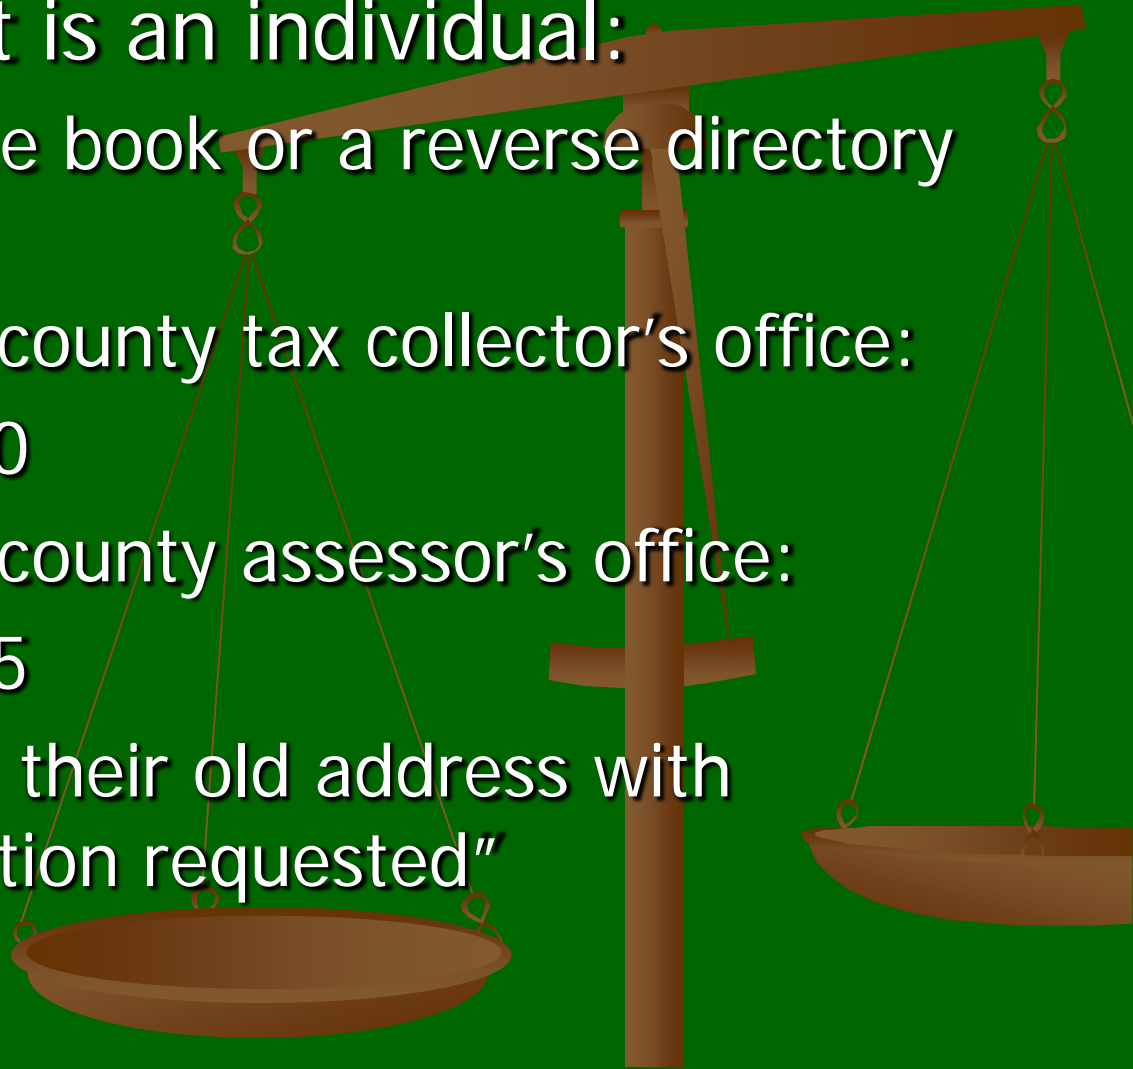 t is an individual:
e book or a reverse directory
county tax collector's office:
0
county assessor's office:
5
their old address with
tion requested"